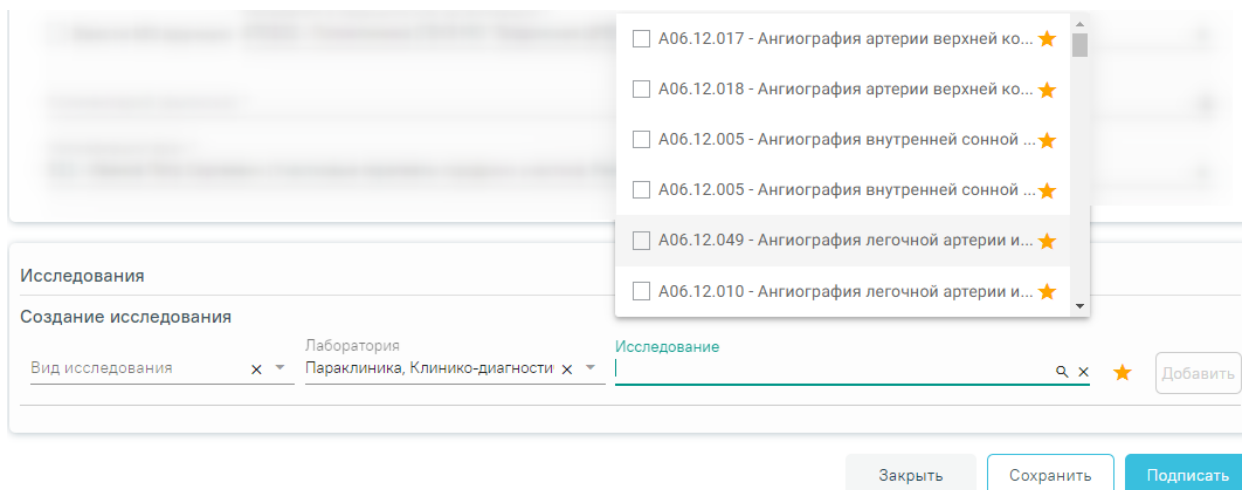 A06.12.017 - Ангиография артерии верхней ко...
A06.12.018 - Ангиография артерии верхней ко...
A06.12.005 - Ангиография внутренней сонной ...
A06.12.005 - Ангиография внутренней сонной ...
A06.12.049 - Ангиография легочной артерии и...
A06.12.010 - Ангиография легочной артерии и...
Исследования
Создание исследования
Лаборатория
Исследование
Вид исследования
Параклиника, Клинико-диагности
Добавить
Закрыть
Сохранить
Подписать